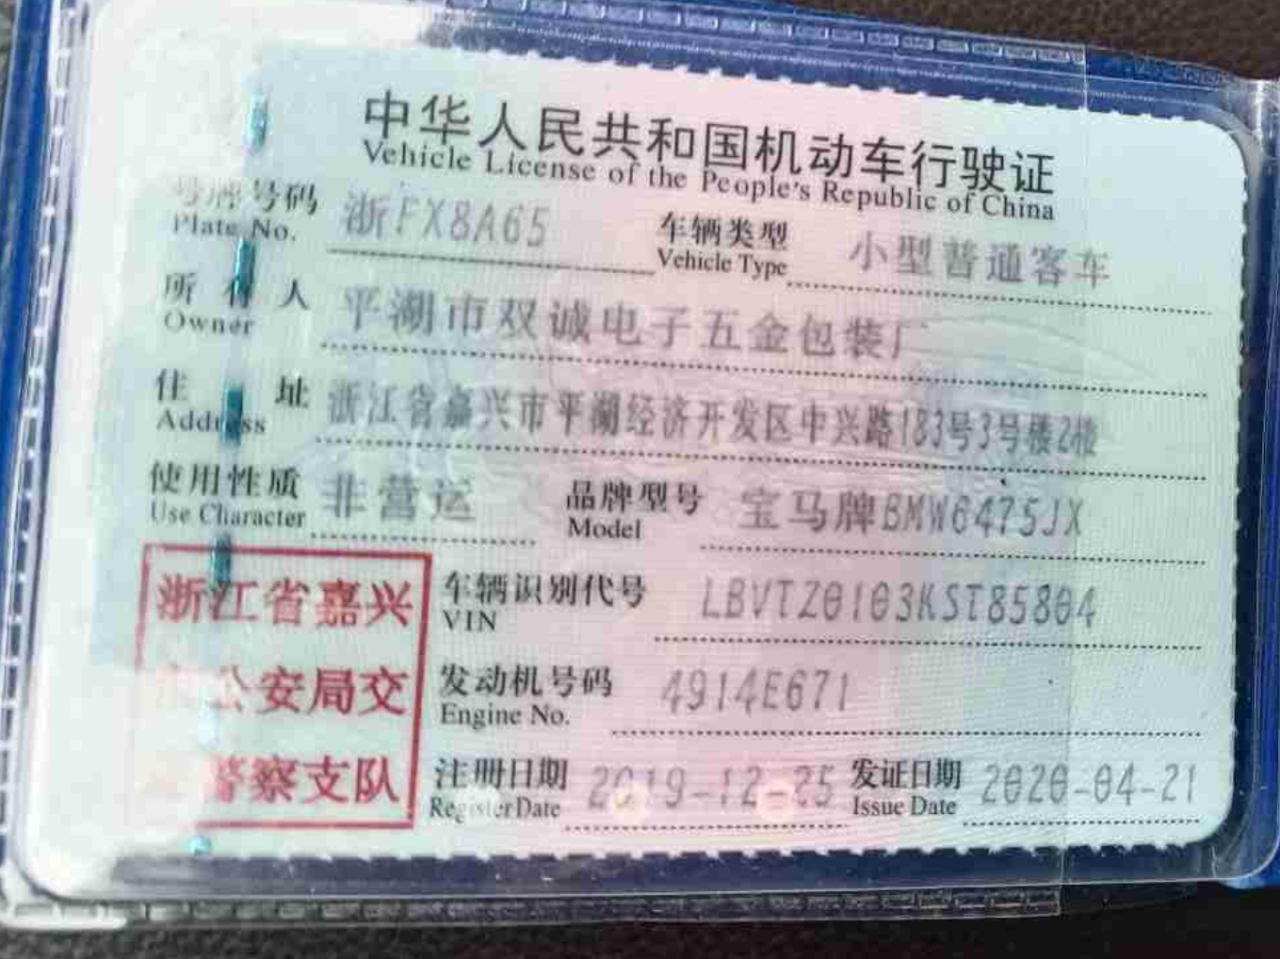 中华人民共和国机动车行驶证
Vehicle License of the People's Republic of China
号牌号码 浙FX8A65 车辆类型 小型普通客车
Plate No. Vehicle Type
所有人 平湖市双诚电子五金包装厂
Owner
住址 浙江省嘉兴市平湖经济开发区中兴路183号3号楼2楼
Address
使用性质 非营运 品牌型号 宝马牌BMW6475JX
Use Character Model
浙江省嘉兴 车辆识别代号 LBVTZ0103KST85804
VIN
公安局交 发动机号码 4914E671
Engine No.
警察支队 注册日期 2019-12-25 发证日期 2020-04-21
Register Date Issue Date